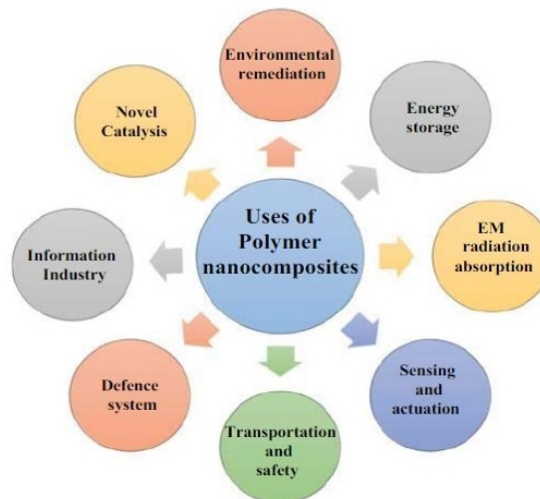 Environmental
remediation
Energy
storage
EM
radiation
absorption
Sensing
and
actuation
Transportation
and
safety
Defence
system
Information
Industry
Novel
Catalysis
Uses of
Polymer
nanocomposites